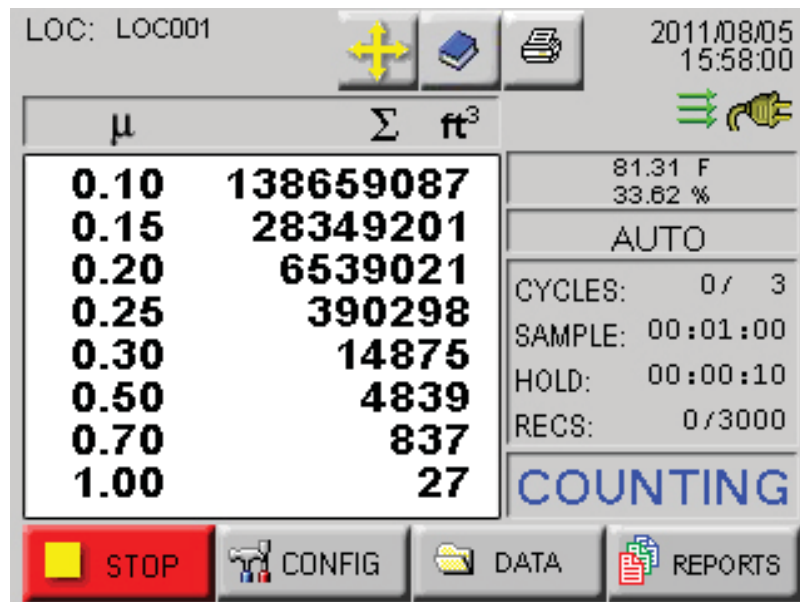 LOC: LOC001
2011/08/05
15:58:00
µ Σ ft³
0.10 138659087
0.15 28349201
0.20 6539021
0.25 390298
0.30 14875
0.50 4839
0.70 837
1.00 27
81.31 F
33.62 %
AUTO
CYCLES: 0/ 3
SAMPLE: 00:01:00
HOLD: 00:00:10
RECS: 0/3000
COUNTING
STOP CONFIG DATA REPORTS